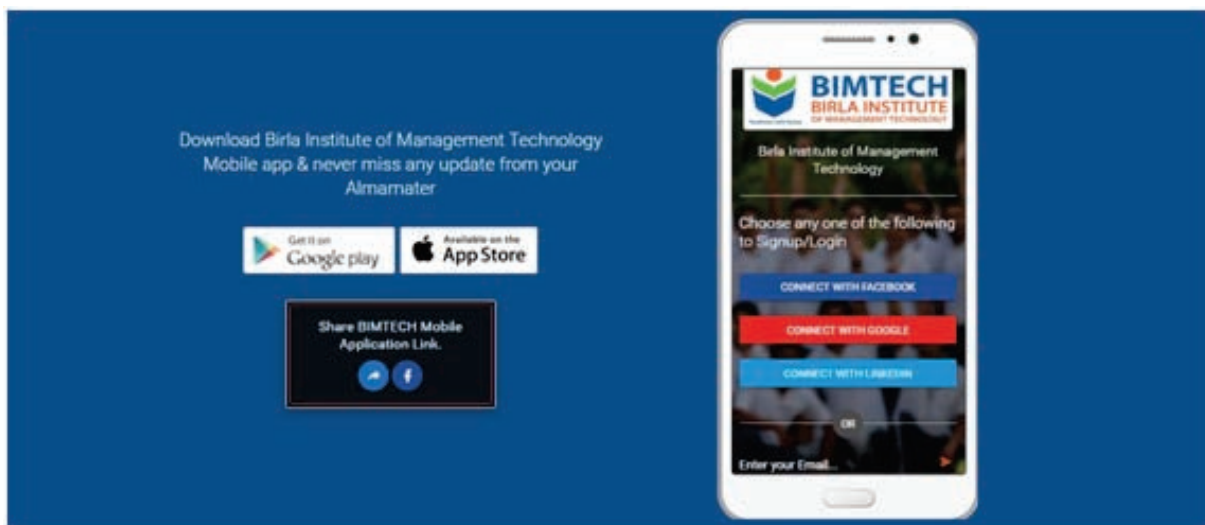 Download Birla Institute of Management Technology
Mobile app & never miss any update from your
Almamater
Get it on
Google play
Available on the
App Store
Share BIMTECH Mobile
Application Link.
BIMTECH
BIRLA INSTITUTE
OF MANAGEMENT TECHNOLOGY
Birla Institute of Management
Technology
Choose any one of the following
to Signup/Login
CONNECT WITH FACEBOOK
CONNECT WITH GOOGLE
CONNECT WITH LINKEDIN
OR
Enter your Email...